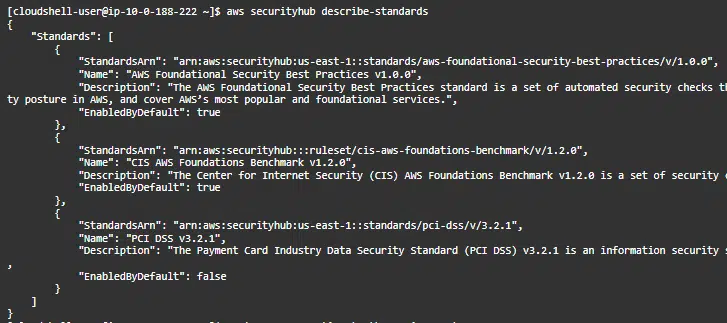 [cloudshell-user@ip-10-0-188-222 ~]$ aws securityhub describe-standards
{
    "Standards": [
        {
            "StandardsArn": "arn:aws:securityhub:us-east-1::standards/aws-foundational-security-best-practices/v/1.0.0",
            "Name": "AWS Foundational Security Best Practices v1.0.0",
            "Description": "The AWS Foundational Security Best Practices standard is a set of automated security checks th
ty posture in AWS, and cover AWS’s most popular and foundational services.",
            "EnabledByDefault": true
        },
        {
            "StandardsArn": "arn:aws:securityhub:::ruleset/cis-aws-foundations-benchmark/v/1.2.0",
            "Name": "CIS AWS Foundations Benchmark v1.2.0",
            "Description": "The Center for Internet Security (CIS) AWS Foundations Benchmark v1.2.0 is a set of security
            "EnabledByDefault": true
        },
        {
            "StandardsArn": "arn:aws:securityhub:us-east-1::standards/pci-dss/v/3.2.1",
            "Name": "PCI DSS v3.2.1",
            "Description": "The Payment Card Industry Data Security Standard (PCI DSS) v3.2.1 is an information security
,
            "EnabledByDefault": false
        }
    ]
}